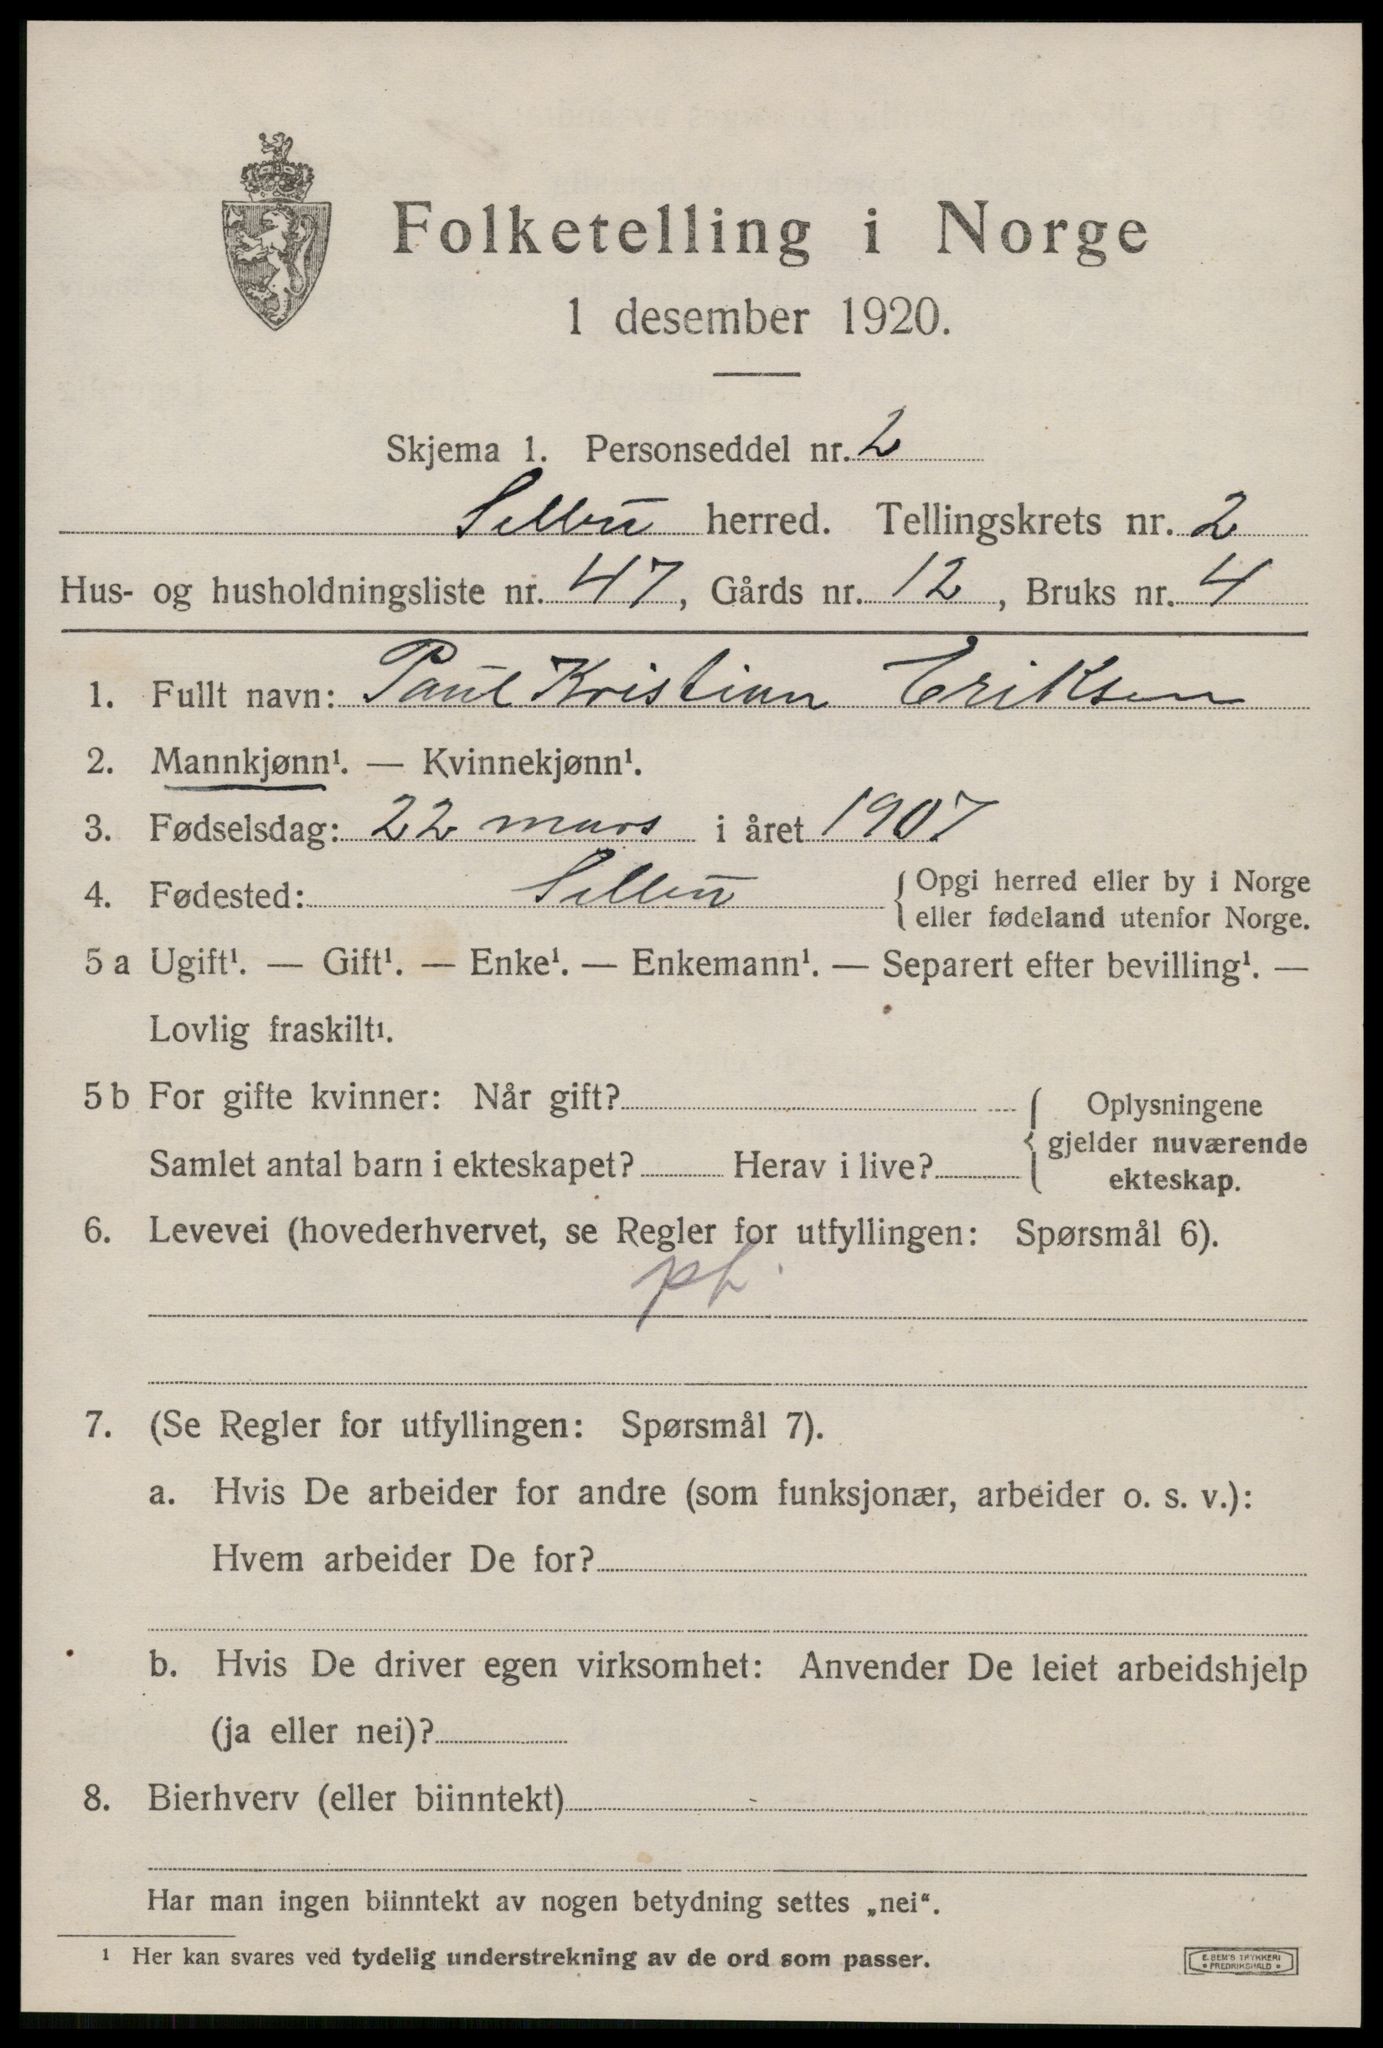 Folketelling i Norge
1 desember 1920.
Skjema 1. Personseddel nr. 2
Selbu herred. Tellingskrets nr. 2
Hus- og husholdningsliste nr. 47, Gårds nr. 12, Bruks nr. 4
1. Fullt navn: Paul Kristian Eriksen
2. Mannkjønn¹. — Kvinnekjønn¹.
3. Fødselsdag: 22 mars i året 1907
4. Fødested: Selbu { Opgi herred eller by i Norge
eller fødeland utenfor Norge.
5 a Ugift¹. — Gift¹. — Enke¹. — Enkemann¹. — Separert efter bevilling¹. —
Lovlig fraskilt¹.
5 b For gifte kvinner: Når gift? { Oplysningene
gjelder nuværende
Samlet antal barn i ekteskapet? Herav i live?
ekteskap.
6. Levevei (hovederhvervet, se Regler for utfyllingen: Spørsmål 6).
7. (Se Regler for utfyllingen: Spørsmål 7).
a. Hvis De arbeider for andre (som funksjonær, arbeider o. s. v.):
Hvem arbeider De for?
b. Hvis De driver egen virksomhet: Anvender De leiet arbeidshjelp
(ja eller nei)?
8. Bierhverv (eller biinntekt)
Har man ingen biinntekt av nogen betydning settes „nei“.
¹ Her kan svares ved tydelig understrekning av de ord som passer.
E. SEM'S TRYKKERI
• FREDRIKSHALD •